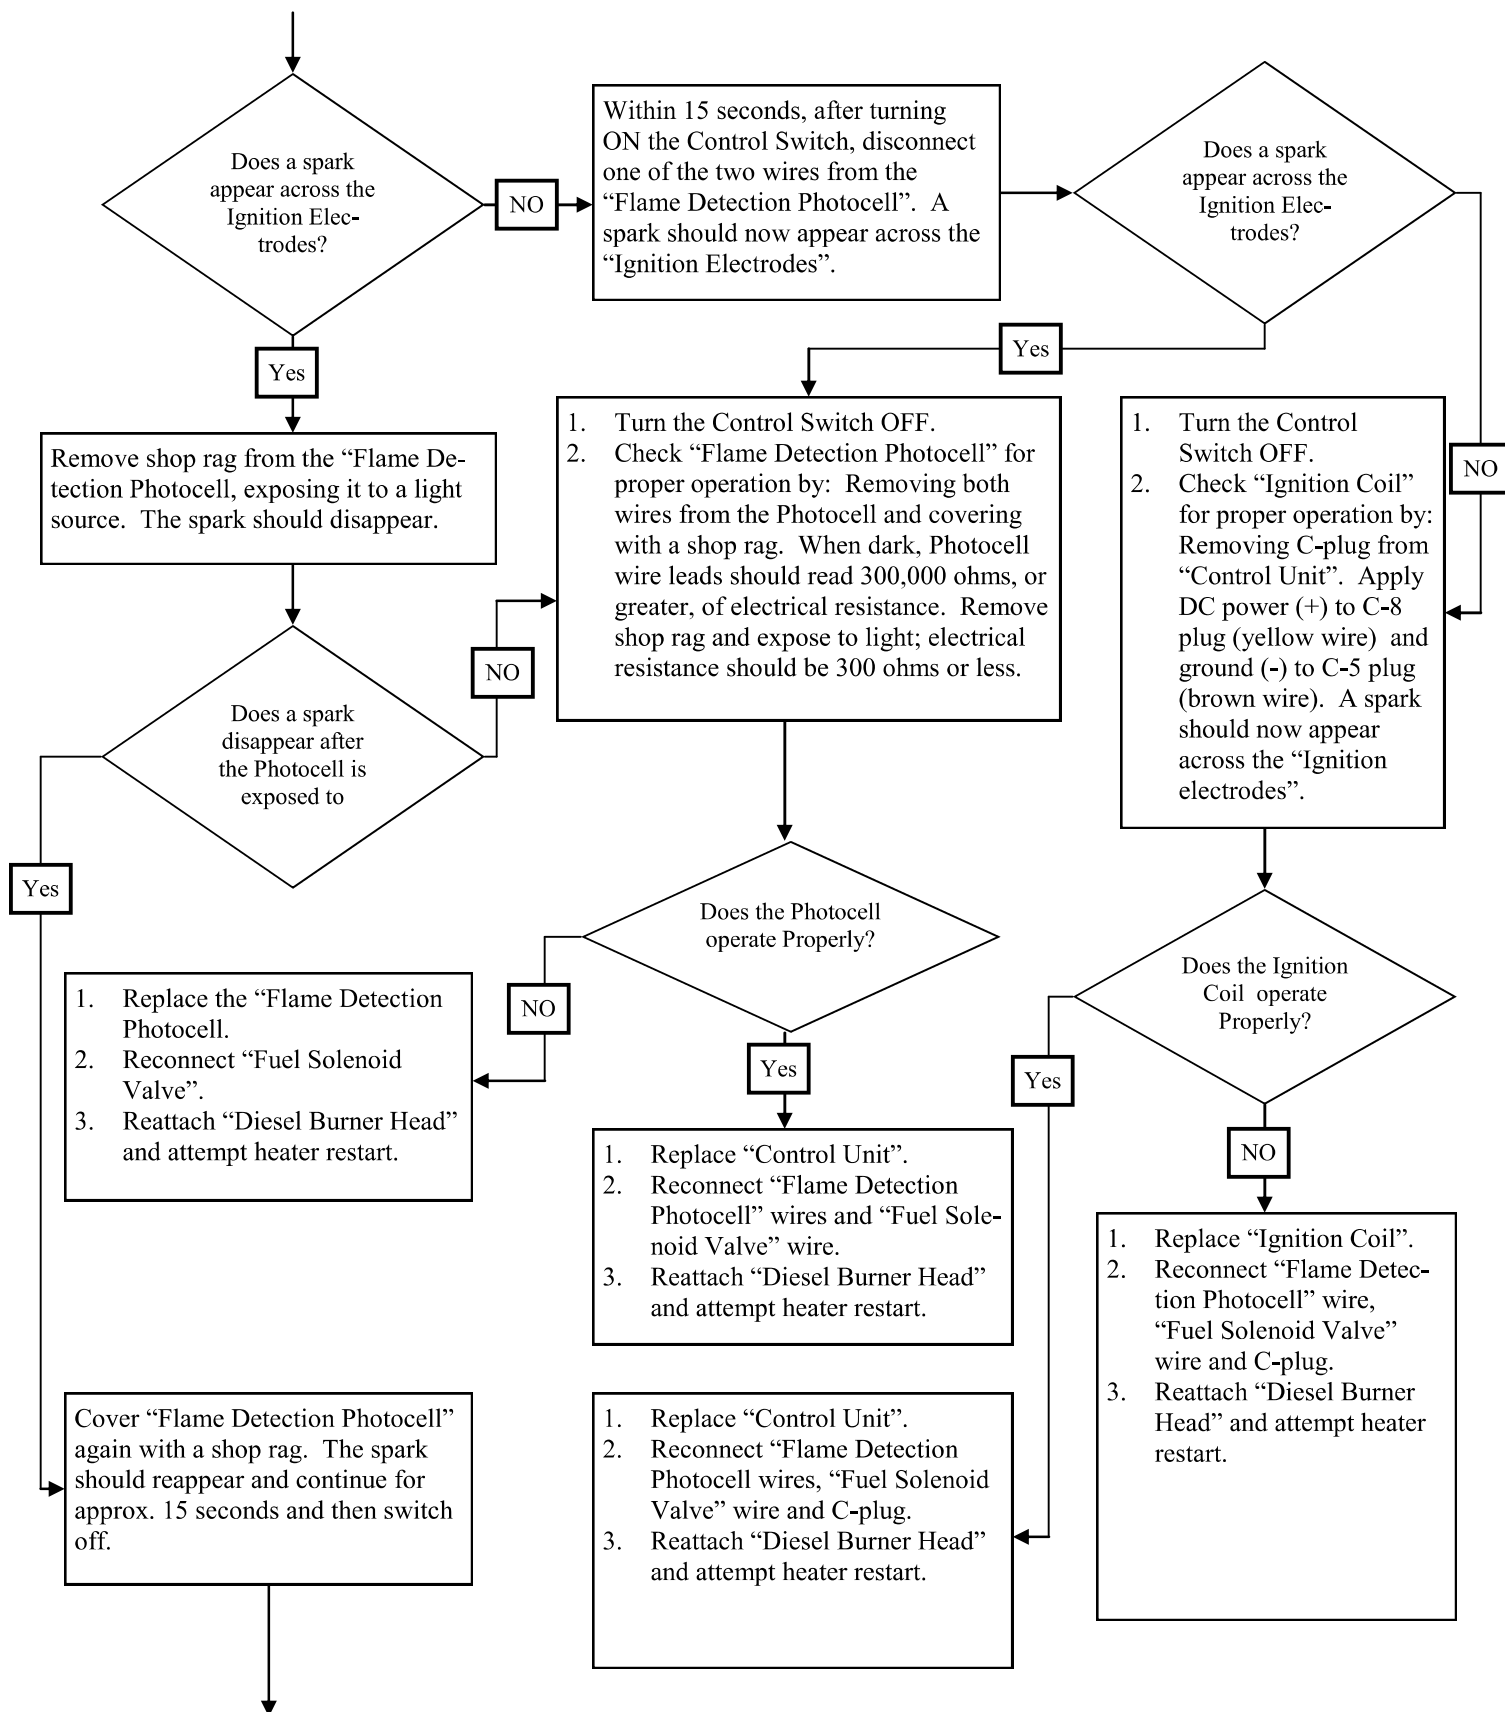 Does a spark
appear across the
Ignition Elec-
trodes?
NO
Within 15 seconds, after turning
ON the Control Switch, disconnect
one of the two wires from the
“Flame Detection Photocell”. A
spark should now appear across the
“Ignition Electrodes”.
Does a spark
appear across the
Ignition Elec-
trodes?
Yes
Yes
NO
Remove shop rag from the “Flame De-
tection Photocell, exposing it to a light
source. The spark should disappear.
1. Turn the Control Switch OFF.
2. Check “Flame Detection Photocell” for
proper operation by: Removing both
wires from the Photocell and covering
with a shop rag. When dark, Photocell
wire leads should read 300,000 ohms, or
greater, of electrical resistance. Remove
shop rag and expose to light; electrical
resistance should be 300 ohms or less.
1. Turn the Control
Switch OFF.
2. Check “Ignition Coil”
for proper operation by:
Removing C-plug from
“Control Unit”. Apply
DC power (+) to C-8
plug (yellow wire) and
ground (-) to C-5 plug
(brown wire). A spark
should now appear
across the “Ignition
electrodes”.
NO
Does a spark
disappear after
the Photocell is
exposed to
Yes
Does the Photocell
operate Properly?
NO
Yes
Does the Ignition
Coil operate
Properly?
Yes
NO
1. Replace the “Flame Detection
Photocell.
2. Reconnect “Fuel Solenoid
Valve”.
3. Reattach “Diesel Burner Head”
and attempt heater restart.
1. Replace “Control Unit”.
2. Reconnect “Flame Detection
Photocell” wires and “Fuel Sole-
noid Valve” wire.
3. Reattach “Diesel Burner Head”
and attempt heater restart.
1. Replace “Ignition Coil”.
2. Reconnect “Flame Detec-
tion Photocell” wire,
“Fuel Solenoid Valve”
wire and C-plug.
3. Reattach “Diesel Burner
Head” and attempt heater
restart.
Cover “Flame Detection Photocell”
again with a shop rag. The spark
should reappear and continue for
approx. 15 seconds and then switch
off.
1. Replace “Control Unit”.
2. Reconnect “Flame Detection
Photocell wires, “Fuel Solenoid
Valve” wire and C-plug.
3. Reattach “Diesel Burner Head”
and attempt heater restart.